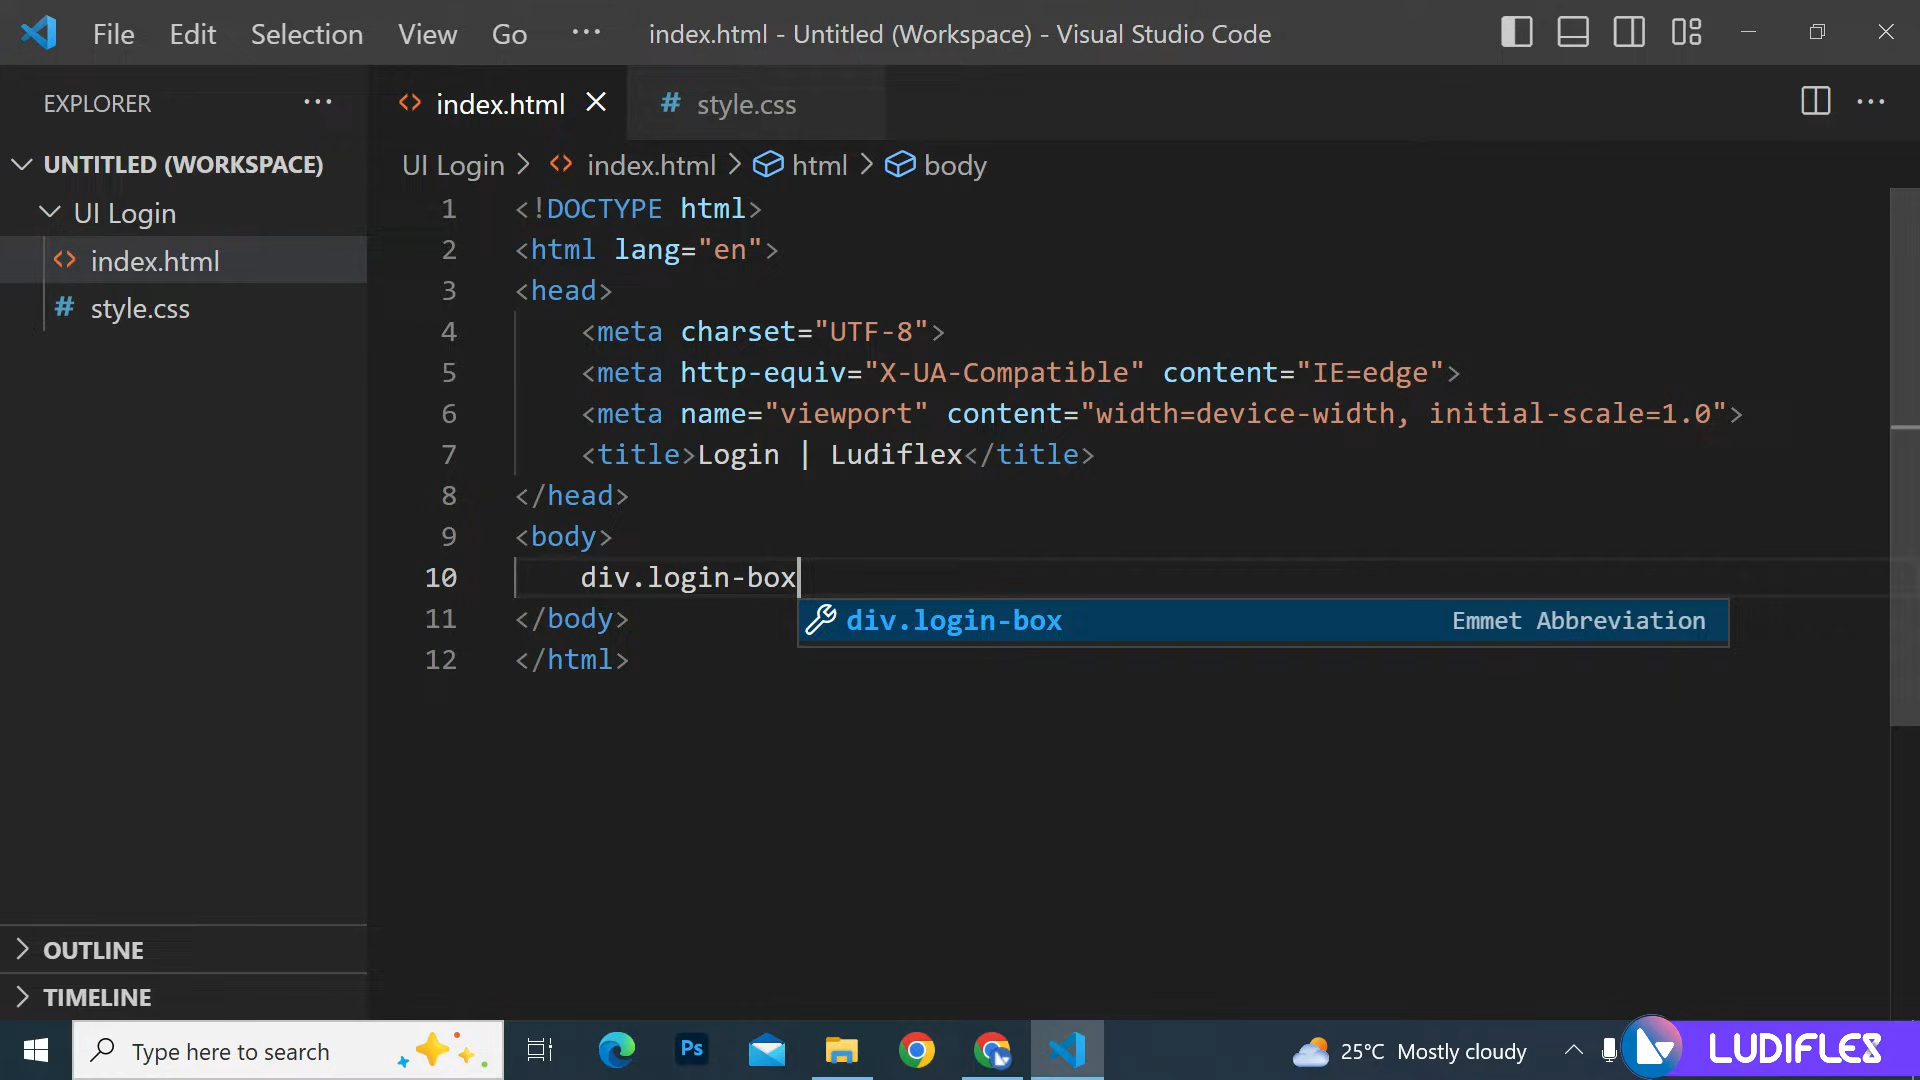 File Edit Selection View Go ··· index.html - Untitled (Workspace) - Visual Studio Code
EXPLORER ···
index.html
# style.css
UNTITLED (WORKSPACE)
UI Login
index.html
# style.css
UI Login > index.html > html > body
1 <!DOCTYPE html>
2 <html lang="en">
3 <head>
4 <meta charset="UTF-8">
5 <meta http-equiv="X-UA-Compatible" content="IE=edge">
6 <meta name="viewport" content="width=device-width, initial-scale=1.0">
7 <title>Login | Ludiflex</title>
8 </head>
9 <body>
10 div.login-box
div.login-box Emmet Abbreviation
11 </body>
12 </html>
OUTLINE
TIMELINE
Type here to search
Ps
25°C Mostly cloudy
LUDIFLEX